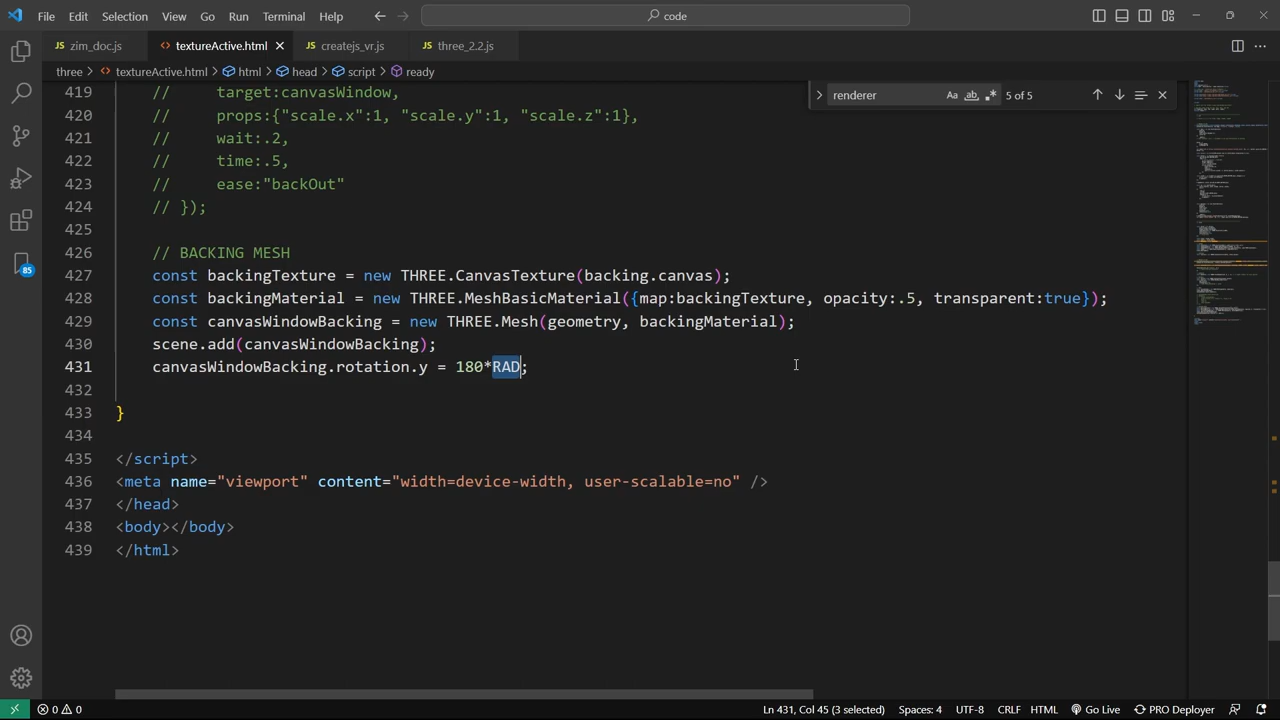 File Edit Selection View Go Run Terminal Help
code
zim_doc.js textureActive.html createjs_vr.js three_2.2.js
three > textureActive.html > html > head > script > ready
renderer ab 5 of 5
419 // target:canvasWindow,
420 // props:{"scale.x":1, "scale.y":1, "scale.z":1},
421 // wait:.2,
422 // time:.5,
423 // ease:"backOut"
424 // });
425
426 // BACKING MESH
427 const backingTexture = new THREE.CanvasTexture(backing.canvas);
428 const backingMaterial = new THREE.MeshBasicMaterial({map:backingTexture, opacity:.5, transparent:true});
429 const canvasWindowBacking = new THREE.Mesh(geometry, backingMaterial);
430 scene.add(canvasWindowBacking);
431 canvasWindowBacking.rotation.y = 180*RAD;
432
433 }
434
435 </script>
436 <meta name="viewport" content="width=device-width, user-scalable=no" />
437 </head>
438 <body></body>
439 </html>
85
0 0 Ln 431, Col 45 (3 selected) Spaces: 4 UTF-8 CRLF HTML Go Live PRO Deployer